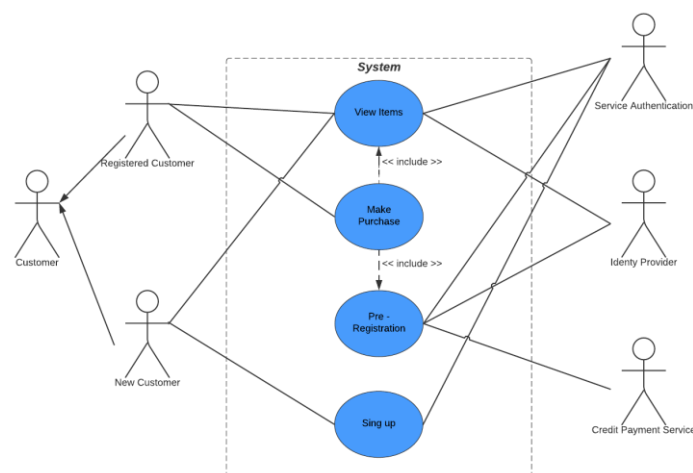 System
Service Authentication
View Items
Registered Customer
<< include >>
Make
Purchase
Customer
<< include >>
Identy Provider
Pre -
Registration
New Customer
Sing up
Credit Payment Service